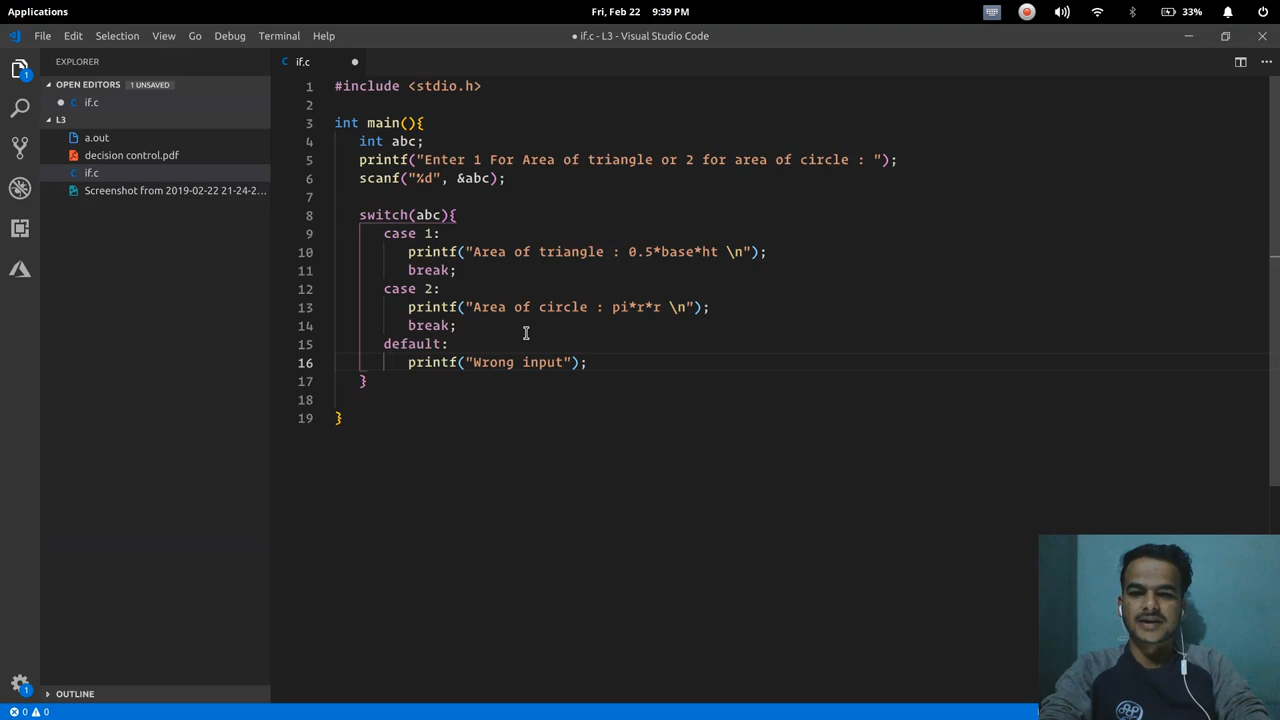 Applications
Fri, Feb 22 9:39 PM
33%
File Edit Selection View Go Debug Terminal Help
● if.c - L3 - Visual Studio Code
EXPLORER
C if.c
OPEN EDITORS 1 UNSAVED
C if.c
L3
a.out
decision control.pdf
C if.c
Screenshot from 2019-02-22 21-24-2...
1 #include <stdio.h>
2
3 int main(){
4 int abc;
5 printf("Enter 1 For Area of triangle or 2 for area of circle : ");
6 scanf("%d", &abc);
7
8 switch(abc){
9 case 1:
10 printf("Area of triangle : 0.5*base*ht \n");
11 break;
12 case 2:
13 printf("Area of circle : pi*r*r \n");
14 break;
15 default:
16 printf("Wrong input");
17 }
18
19 }
1
1
OUTLINE
0 0